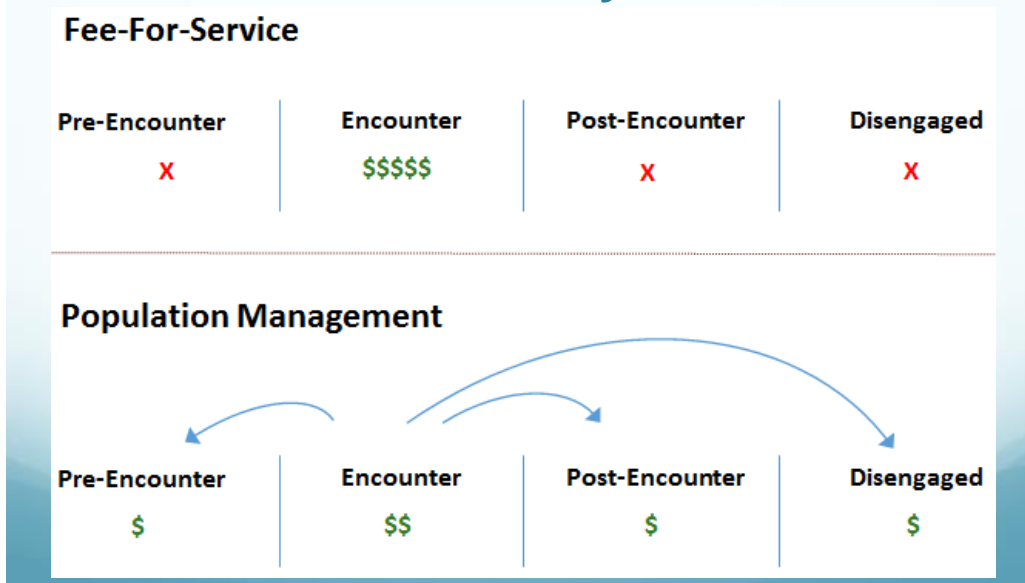 Fee-For-Service
Pre-Encounter Encounter Post-Encounter Disengaged
X $$$$$ X X
Population Management
Pre-Encounter Encounter Post-Encounter Disengaged
$ $$ $ $